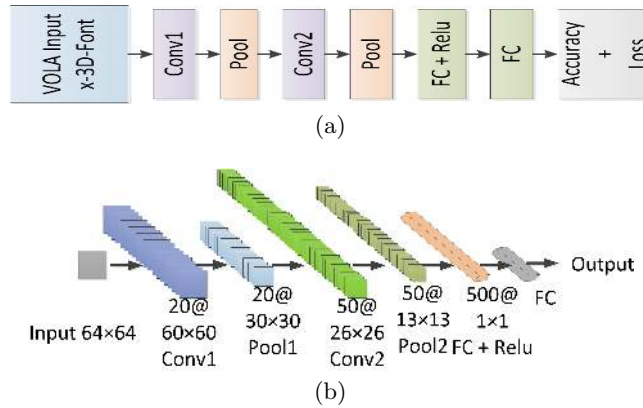 VOLA Input
x-3D-Font
Conv1
Pool
Conv2
Pool
FC + Relu
FC
Accuracy
+
Loss
(a)
Output
20@
20@
50@
50@
500@
FC
Input 64×64
60×60
30×30
26×26
13×13
1×1
Conv1
Pool1
Conv2
Pool2
FC + Relu
(b)